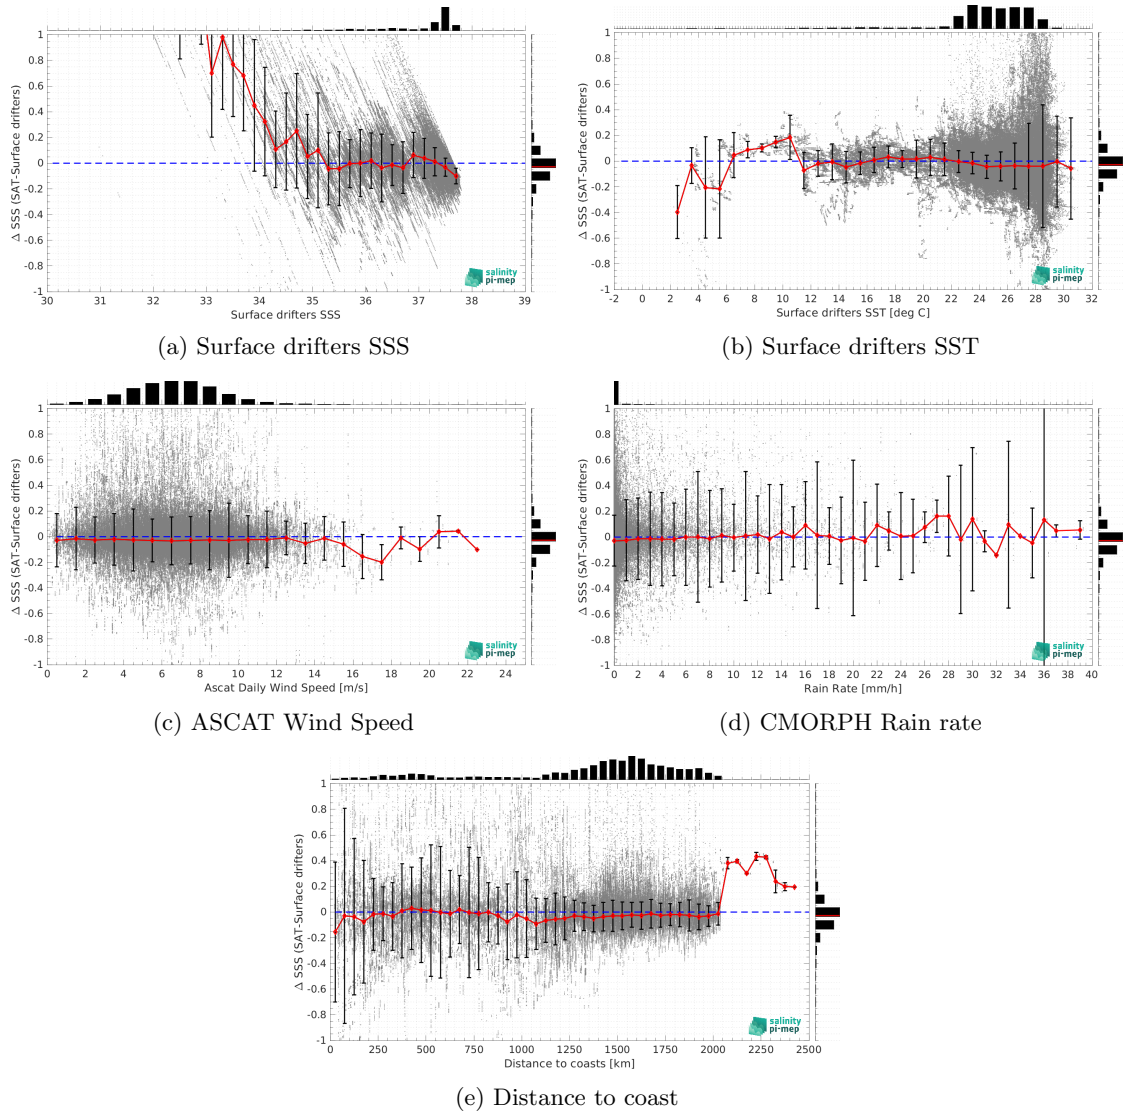 Δ SSS (SAT-Surface drifters)
1
0.8
0.6
0.4
0.2
0
-0.2
-0.4
-0.6
-0.8
-1
30 31 32 33 34 35 36 37 38 39
Surface drifters SSS
salinity
pi-mep
(a) Surface drifters SSS
Δ SSS (SAT-Surface drifters)
1
0.8
0.6
0.4
0.2
0
-0.2
-0.4
-0.6
-0.8
-1
-2 0 2 4 6 8 10 12 14 16 18 20 22 24 26 28 30 32
Surface drifters SST [deg C]
salinity
pi-mep
(b) Surface drifters SST
Δ SSS (SAT-Surface drifters)
1
0.8
0.6
0.4
0.2
0
-0.2
-0.4
-0.6
-0.8
-1
0 2 4 6 8 10 12 14 16 18 20 22 24
Ascat Daily Wind Speed [m/s]
salinity
pi-mep
(c) ASCAT Wind Speed
Δ SSS (SAT-Surface drifters)
1
0.8
0.6
0.4
0.2
0
-0.2
-0.4
-0.6
-0.8
-1
0 2 4 6 8 10 12 14 16 18 20 22 24 26 28 30 32 34 36 38 40
Rain Rate [mm/h]
salinity
pi-mep
(d) CMORPH Rain rate
Δ SSS (SAT-Surface drifters)
1
0.8
0.6
0.4
0.2
0
-0.2
-0.4
-0.6
-0.8
-1
0 250 500 750 1000 1250 1500 1750 2000 2250 2500
Distance to coasts [km]
salinity
pi-mep
(e) Distance to coast